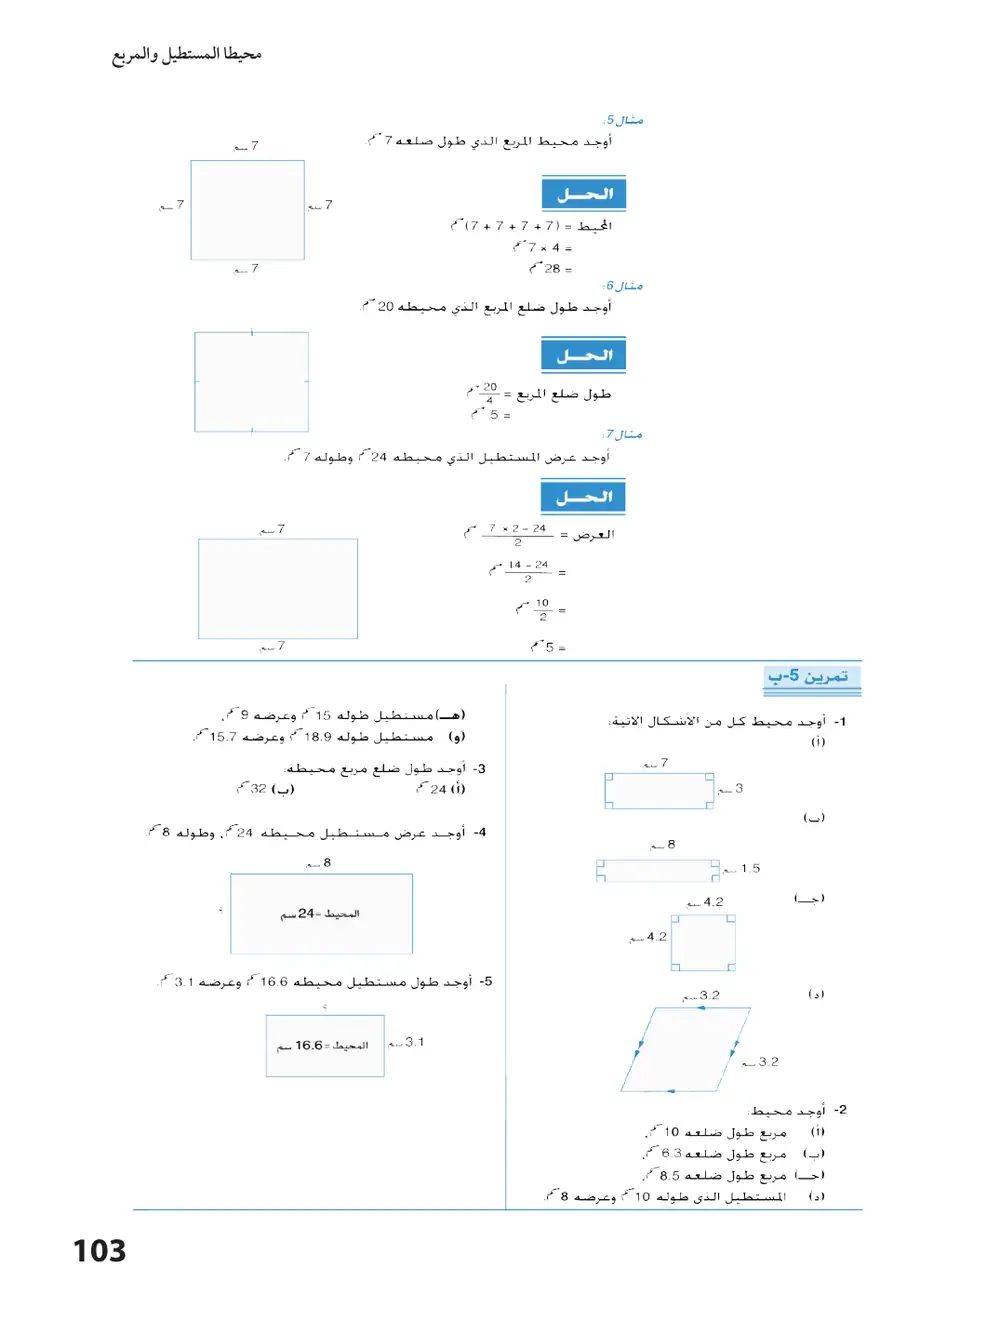 محيطا المستطيل والمربع
مثال 5:
أوجد محيط المربع الذي طول ضلعه 7 سم.
7 سم
7 سم
7 سم
7 سم
الحـــل
المحيط = (7 + 7 + 7 + 7) سم
= 4 × 7 سم
= 28 سم
مثال 6:
أوجد طول ضلع المربع الذي محيطه 20 سم.
الحـــل
طول ضلع المربع = 20/4 سم
= 5 سم
مثال 7:
أوجد عرض المستطيل الذي محيطه 24 سم وطوله 7 سم.
الحـــل
7 سم
7 سم
العرض = 24 - 2 × 7 / 2 سم
= 24 - 14 / 2 سم
= 10/2 سم
= 5 سم
تمرين 5-ب
1- أوجد محيط كل من الأشكال الآتية:
(أ)
7 سم
3 سم
(ب)
8 سم
1.5 سم
(جـ)
4.2 سم
4.2 سم
(د)
3.2 سم
3.2 سم
2- أوجد محيط:
(أ) مربع طول ضلعه 10 سم.
(ب) مربع طول ضلعه 6.3 سم.
(جـ) مربع طول ضلعه 8.5 سم.
(د) المستطيل الذي طوله 10 سم وعرضه 8 سم.
(هـ) مستطيل طوله 15 سم وعرضه 9 سم.
(و) مستطيل طوله 18.9 سم وعرضه 15.7 سم.
3- أوجد طول ضلع مربع محيطه:
(أ) 24 سم (ب) 32 سم
4- أوجد عرض مستطيل محيطه 24 سم، وطوله 8 سم.
8 سم
؟
المحيط = 24 سم
5- أوجد طول مستطيل محيطه 16.6 سم وعرضه 3.1 سم.
؟
3.1 سم
المحيط = 16.6 سم
103